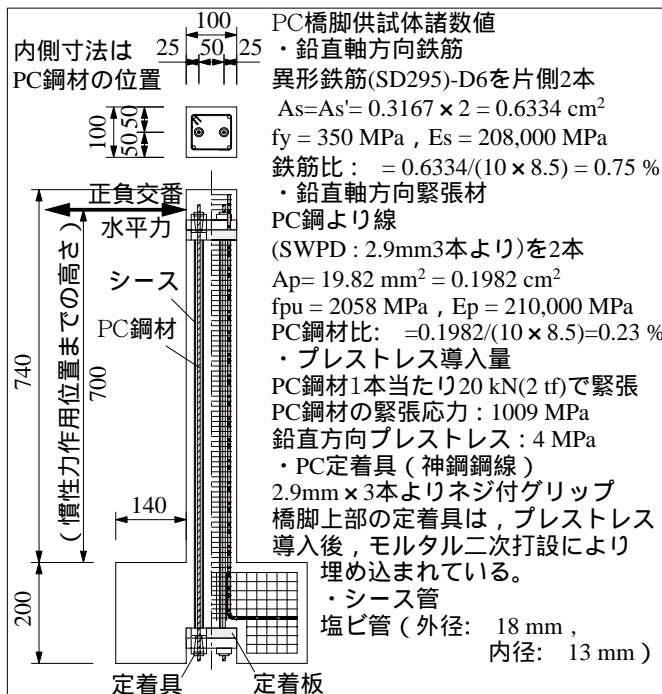 100
25 50 25
内側寸法は
PC鋼材の位置
100
50 50
正負交番
水平力
シース
PC鋼材
740
700
(慣性力作用位置までの高さ)
140
200
定着具
定着板
PC橋脚供試体諸数値
・鉛直軸方向鉄筋
異形鉄筋(SD295)-D6を片側2本
As=As'= 0.3167 × 2 = 0.6334 cm²
fy = 350 MPa , Es = 208,000 MPa
鉄筋比: = 0.6334/(10 × 8.5) = 0.75 %
・鉛直軸方向緊張材
PC鋼より線
(SWPD : 2.9mm3本より)を2本
Ap= 19.82 mm² = 0.1982 cm²
fpu = 2058 MPa , Ep = 210,000 MPa
PC鋼材比: =0.1982/(10 × 8.5)=0.23 %
・プレストレス導入量
PC鋼材1本当たり20 kN(2 tf)で緊張
PC鋼材の緊張応力 : 1009 MPa
鉛直方向プレストレス : 4 MPa
・PC定着具(神鋼鋼線)
2.9mm × 3本よりネジ付グリップ
橋脚上部の定着具は,プレストレス
導入後,モルタル二次打設により
埋め込まれている。
・シース管
塩ビ管(外径: 18 mm ,
内径: 13 mm )